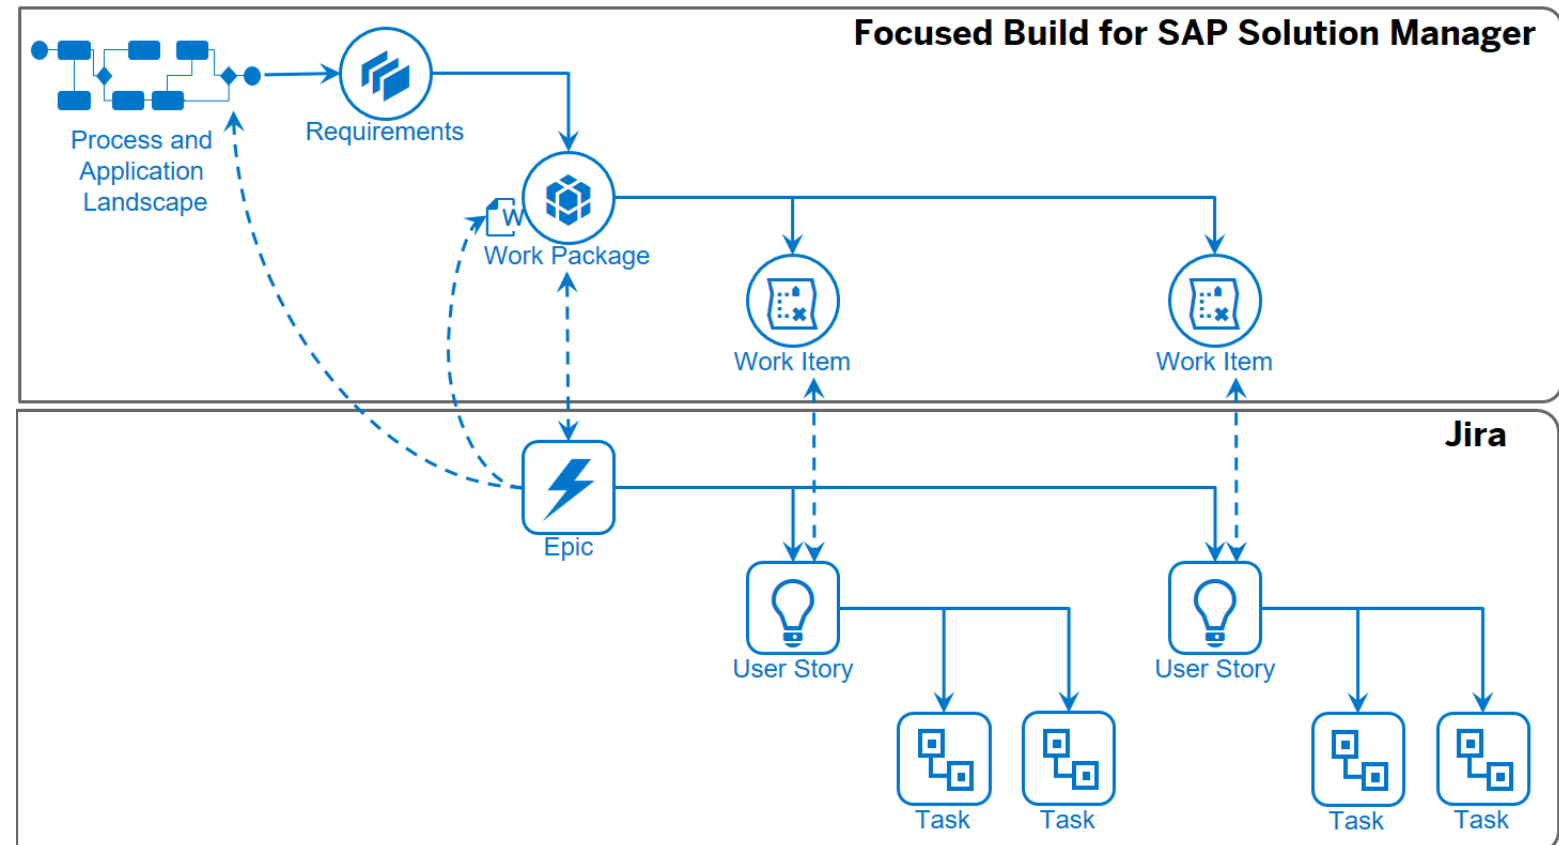 Focused Build for SAP Solution Manager
Requirements
Process and
Application
Landscape
W
Work Package
Work Item
Work Item
Jira
Epic
User Story
User Story
Task
Task
Task
Task